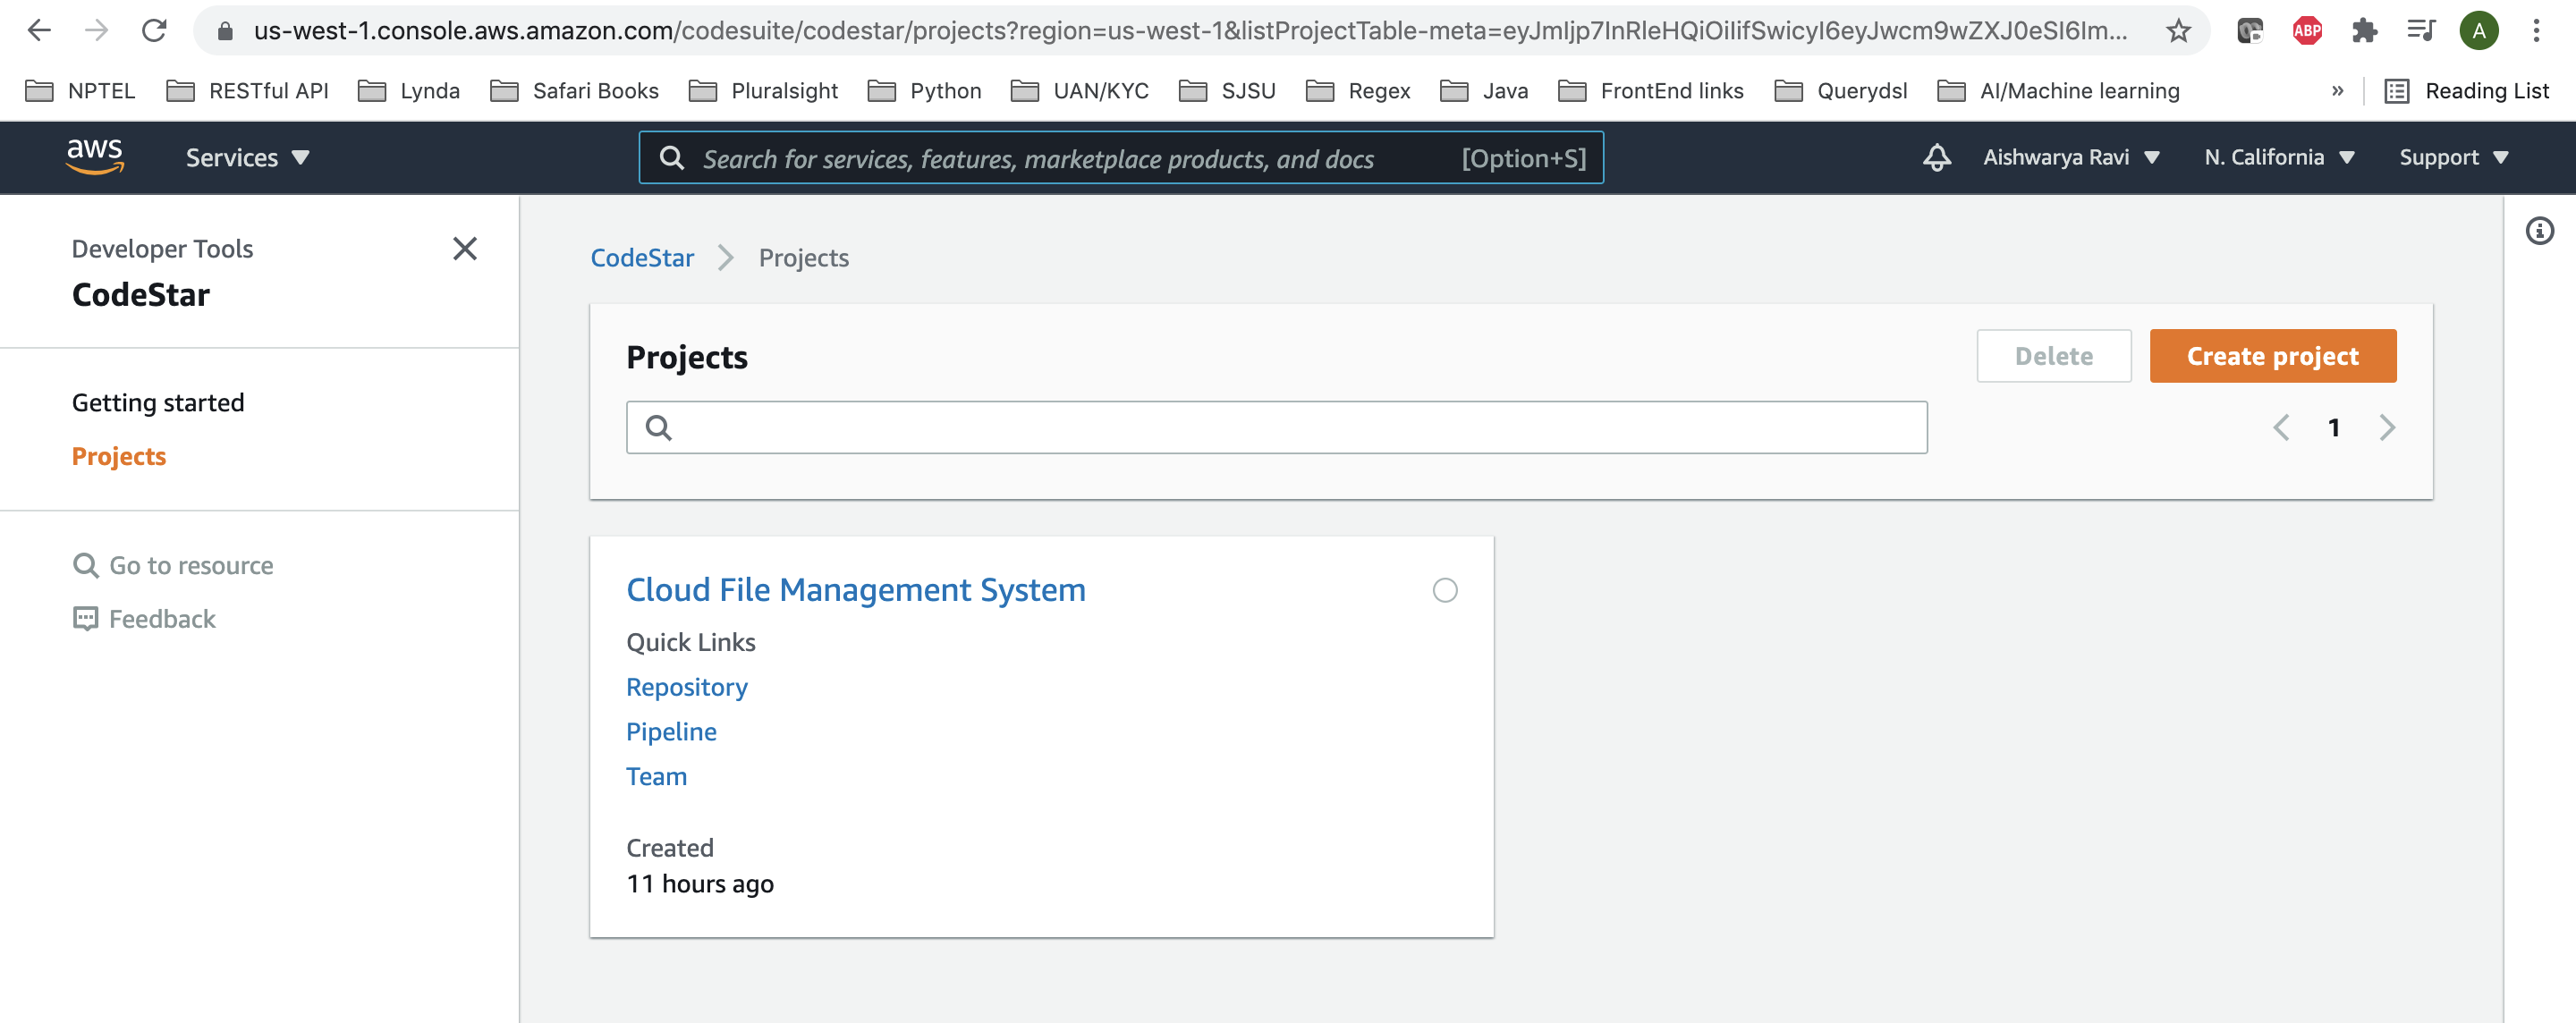 us-west-1.console.aws.amazon.com/codesuite/codestar/projects?region=us-west-1&listProjectTable-meta=eyJmIjp7InRleHQiOiIifSwicyI6eyJwcm9wZXJ0eSI6Im...
ABP
A
NPTEL RESTful API Lynda Safari Books Pluralsight Python UAN/KYC SJSU Regex Java FrontEnd links Querydsl AI/Machine learning » Reading List
aws Services Search for services, features, marketplace products, and docs [Option+S] Aishwarya Ravi N. California Support
Developer Tools
CodeStar
Getting started
Projects
Go to resource
Feedback
CodeStar Projects
Projects
Delete Create project
1
Cloud File Management System
Quick Links
Repository
Pipeline
Team
Created
11 hours ago